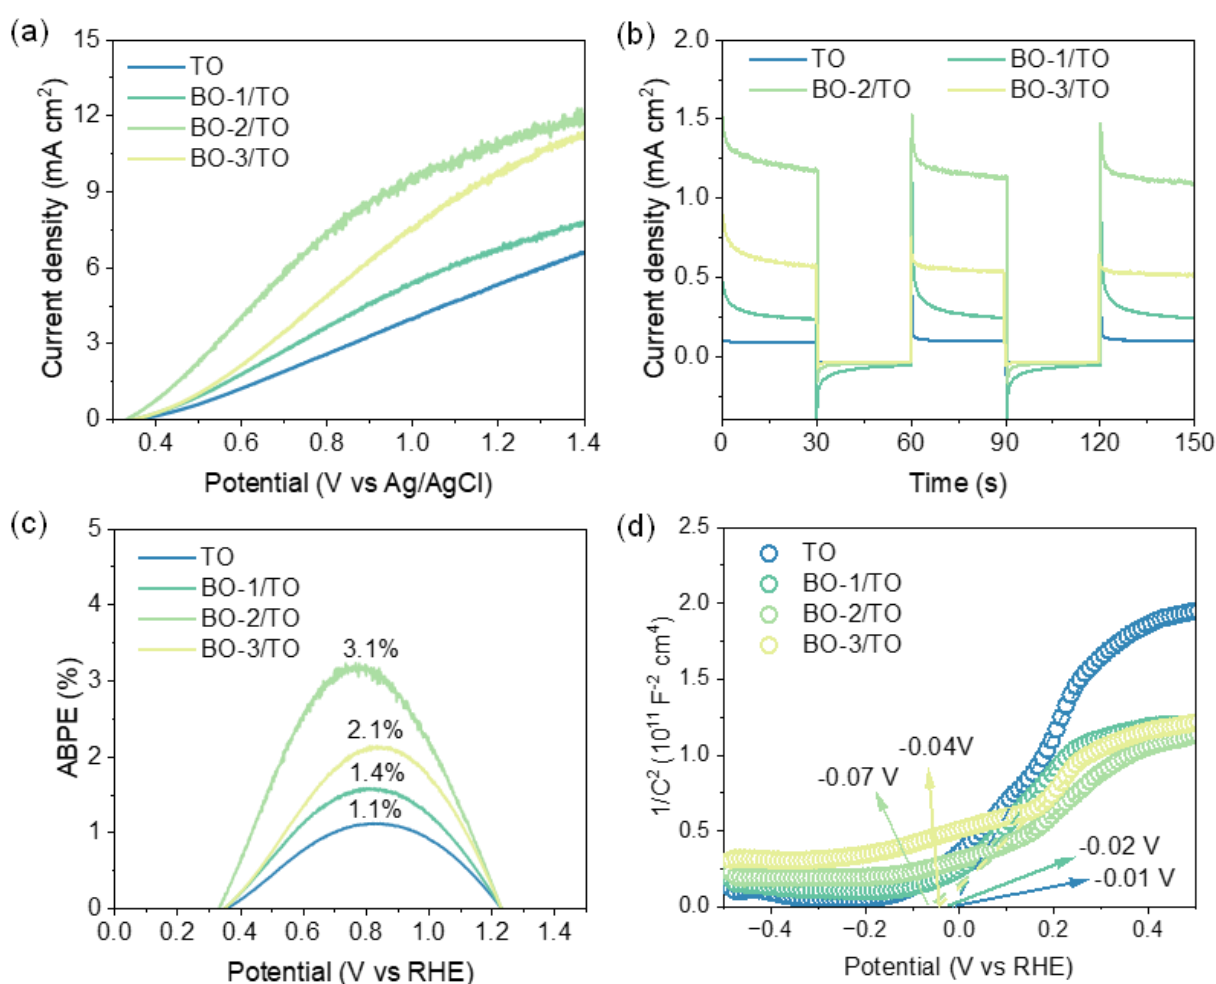 (a)
15
12
9
6
3
0
Current density (mA cm²)
TO
BO-1/TO
BO-2/TO
BO-3/TO
0.4 0.6 0.8 1.0 1.2 1.4
Potential (V vs Ag/AgCl)
(b)
2.0
1.5
1.0
0.5
0.0
Current density (mA cm²)
TO BO-1/TO
BO-2/TO BO-3/TO
0 30 60 90 120 150
Time (s)
(c)
5
4
3
2
1
0
ABPE (%)
TO
BO-1/TO
BO-2/TO
BO-3/TO
3.1%
2.1%
1.4%
1.1%
0.0 0.2 0.4 0.6 0.8 1.0 1.2 1.4
Potential (V vs RHE)
(d)
2.5
2.0
1.5
1.0
0.5
0.0
1/C² (10¹¹ F⁻² cm⁴)
TO
BO-1/TO
BO-2/TO
BO-3/TO
-0.04V
-0.07 V
-0.02 V
-0.01 V
−0.4 −0.2 0.0 0.2 0.4
Potential (V vs RHE)